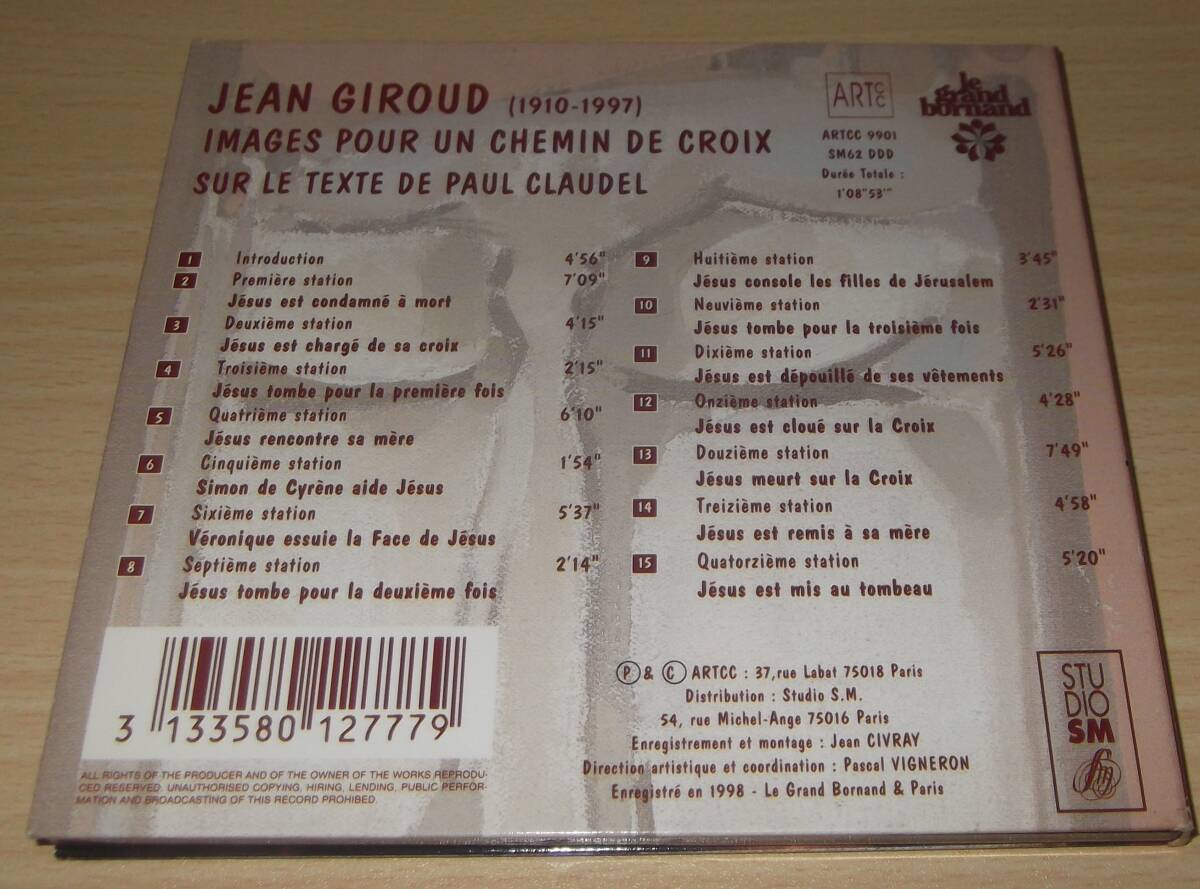 JEAN GIROUD (1910-1997)
IMAGES POUR UN CHEMIN DE CROIX
SUR LE TEXTE DE PAUL CLAUDEL
ARTCC
le
grand
bornand
ARTCC 9901
SM62 DDD
Durée Totale :
1'08"53'"
1 Introduction 4'56"
2 Première station 7'09"
Jésus est condamné à mort
3 Deuxième station 4'15"
Jésus est chargé de sa croix
4 Troisième station 2'15"
Jésus tombe pour la première fois
5 Quatrième station 6'10"
Jésus rencontre sa mère
6 Cinquième station 1'54"
Simon de Cyrène aide Jésus
7 Sixième station 5'37"
Véronique essuie la Face de Jésus
8 Septième station 2'14"
Jésus tombe pour la deuxième fois
9 Huitième station 3'45"
Jésus console les filles de Jérusalem
10 Neuvième station 2'31"
Jésus tombe pour la troisième fois
11 Dixième station 5'26"
Jésus est dépouillé de ses vêtements
12 Onzième station 4'28"
Jésus est cloué sur la Croix
13 Douzième station 7'49"
Jésus meurt sur la Croix
14 Treizième station 4'58"
Jésus est remis à sa mère
15 Quatorzième station 5'20"
Jésus est mis au tombeau
3 133580 127779
ALL RIGHTS OF THE PRODUCER AND OF THE OWNER OF THE WORKS REPRODU-
CED RESERVED. UNAUTHORISED COPYING, HIRING, LENDING, PUBLIC PERFOR-
MATION AND BROADCASTING OF THIS RECORD PROHIBED.
Ⓟ & Ⓒ ARTCC : 37,rue Labat 75018 Paris
Distribution : Studio S.M.
54, rue Michel-Ange 75016 Paris
Enregistrement et montage : Jean CIVRAY
Direction artistique et coordination : Pascal VIGNERON
Enregistré en 1998 - Le Grand Bornand & Paris
STU
DIO
SM
sm